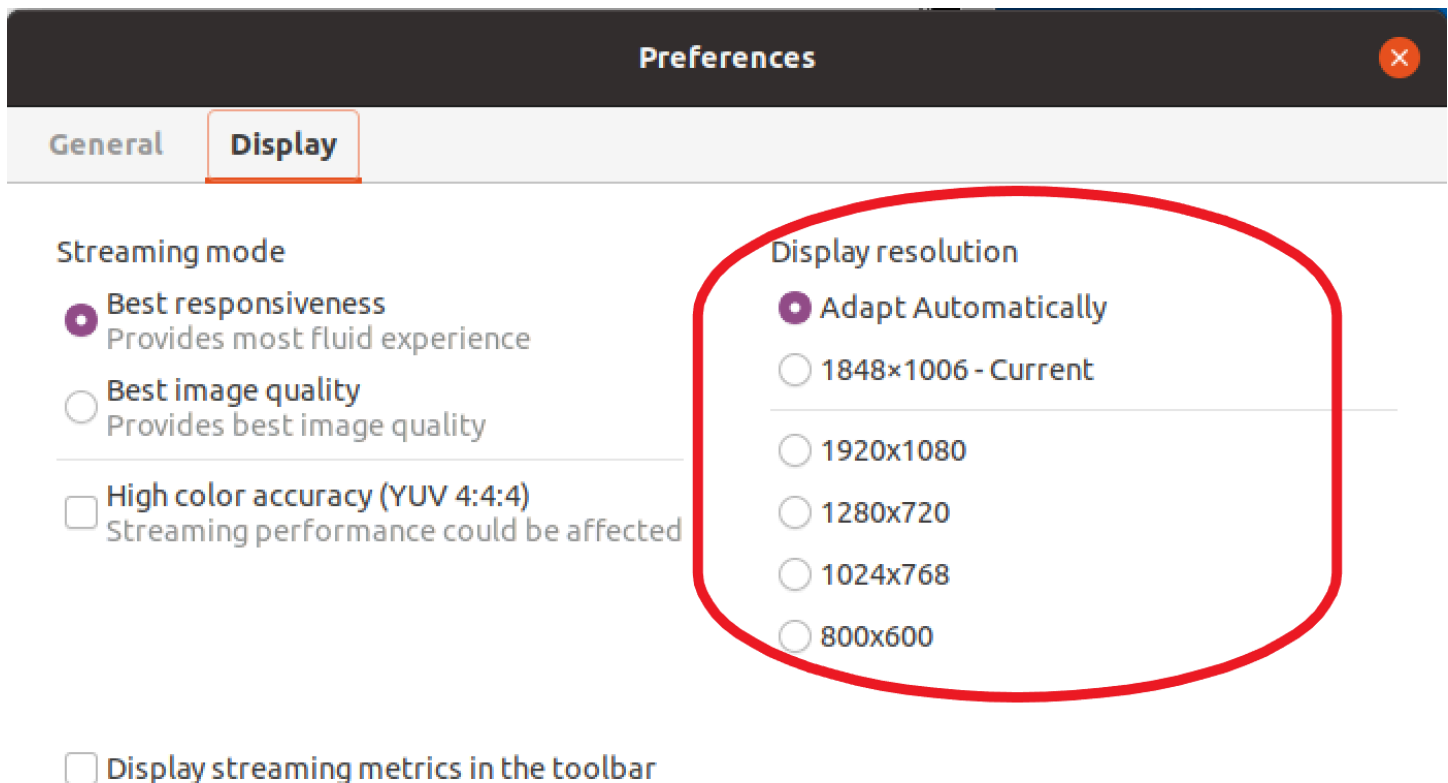 Preferences
General
Display
Streaming mode
Best responsiveness
Provides most fluid experience
Best image quality
Provides best image quality
High color accuracy (YUV 4:4:4)
Streaming performance could be affected
Display resolution
Adapt Automatically
1848×1006 - Current
1920x1080
1280x720
1024x768
800x600
Display streaming metrics in the toolbar